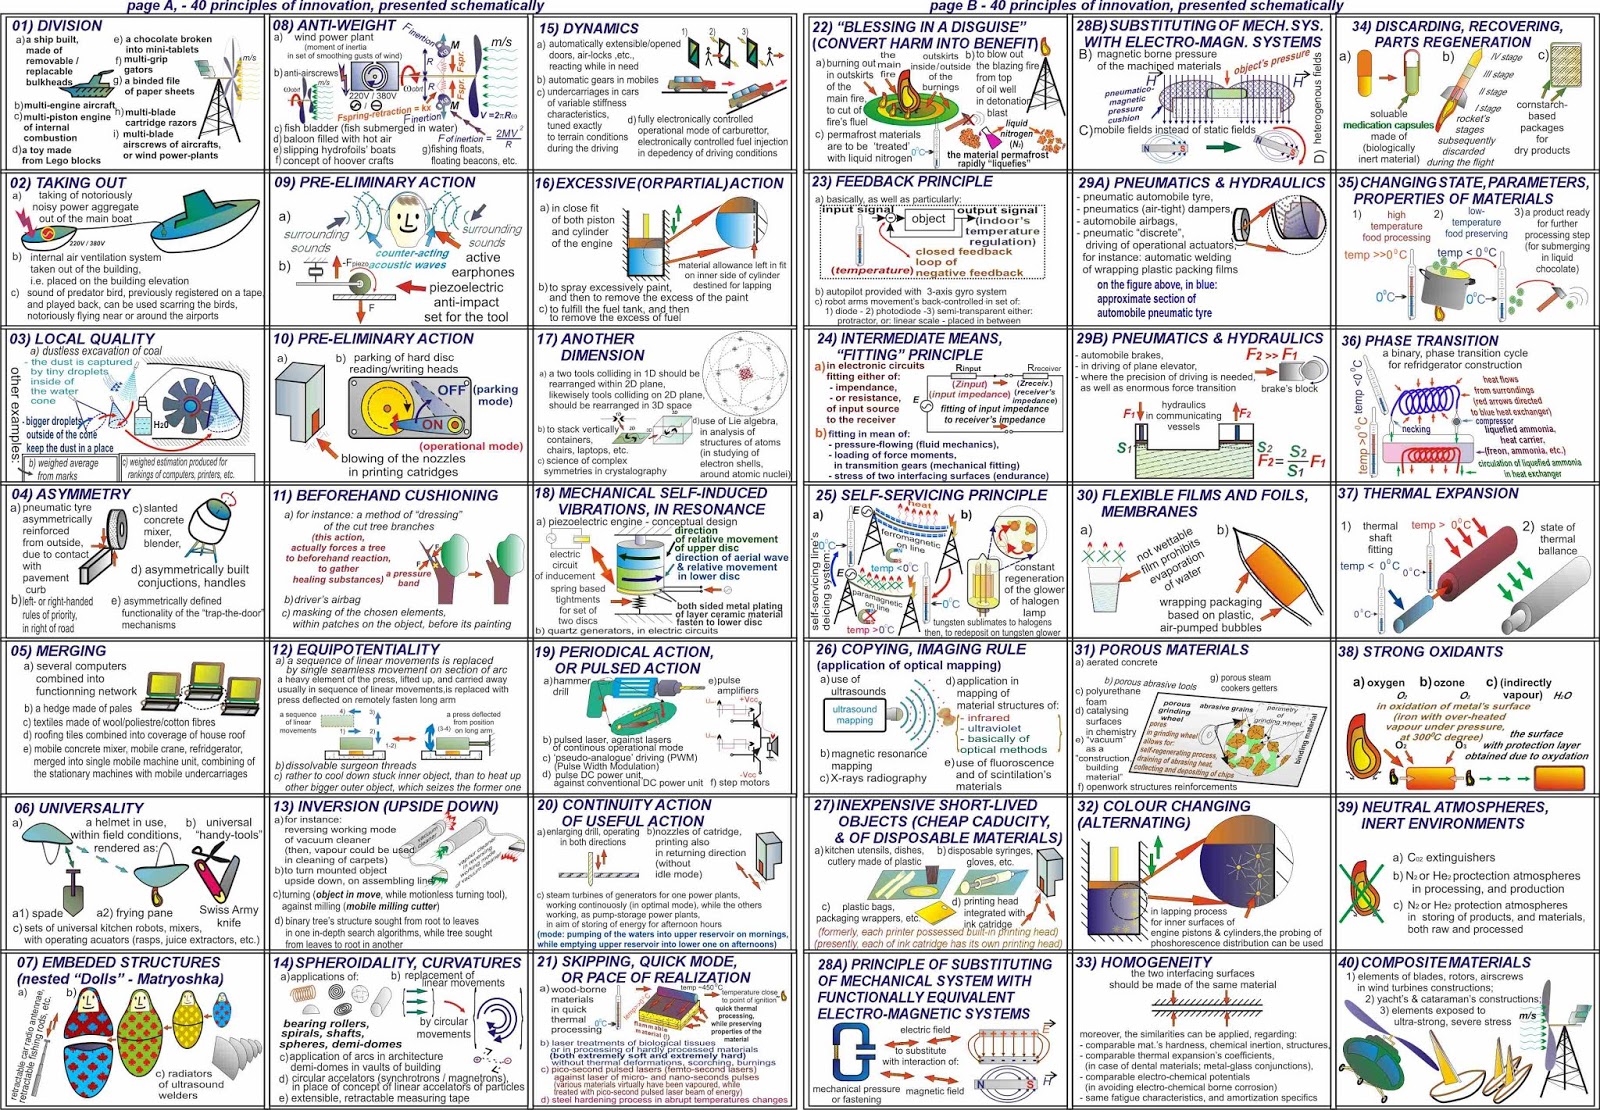 page A, - 40 principles of innovation, presented schematically
01) DIVISION
a) a ship built,
made of
removable /
replacable
bulkheads
b) multi-engine aircraft
c) multi-piston engine
of internal
combustion
d) a toy made
from Lego blocks
e) a chocolate broken
into mini-tablets
f) multi-grip
gators
g) a binded file
of paper sheets
h) multi-blade
cartridge razors
i) multi-blade
airscrews of aircrafts,
or wind power-plants
m/s
02) TAKING OUT
a) taking of notoriously
noisy power aggregate
out of the main boat
220V / 380V
b) internal air ventilation system
taken out of the building,
i.e. placed on the building elevation
c) sound of predator bird, previously registered on a tape,
and played back, can be used scarring the birds,
notoriously flying near or around the airports
03) LOCAL QUALITY
a) dustless excavation of coal
- the dust is captured
by tiny droplets
inside of
the water
cone
- bigger droplets
outside of the cone
keep the dust in a place
H2O
other examples:
b) weighed average
from marks
c) weighed estimation produced for
rankings of computers, printers, etc.
04) ASYMMETRY
a) pneumatic tyre
asymmetrically
reinforced
from outside,
due to contact
with
pavement
curb
b) left- or right-handed
rules of priority,
in right of road
c) slanted
concrete
mixer,
blender,
d) asymmetrically built
conjuctions, handles
e) asymmetrically defined
functionality of the "trap-the-door"
mechanisms
05) MERGING
a) several computers
combined into
functionning network
b) a hedge made of pales
c) textiles made of wool/poliestre/cotton fibres
d) roofing tiles combined into coverage of house roof
e) mobile concrete mixer, mobile crane, refridgerator,
merged into single mobile machine unit, combining of
the stationary machines with mobile undercarriages
06) UNIVERSALITY
a) a helmet in use,
within field conditions,
rendered as:
b) universal
"handy-tools"
a1) spade
a2) frying pane
Swiss Army
knife
c) sets of universal kitchen robots, mixers,
with operating acuators (rasps, juice extractors, etc.)
07) EMBEDED STRUCTURES
(nested "Dolls" - Matryoshka)
a)
b)
retractable car radio antennae,
retractable fishing rods, etc.
c) radiators
of ultrasound
welders
08) ANTI-WEIGHT
a) wind power plant
(moment of inertia
in set of smoothing gusts of wind)
b) anti-airscrews
m/s
220V / 380V
Finertion
M
R
Fspr.
m/s
Fspring-retraction = kx
V =2πRω
Finertion = 2MV2
R
c) fish bladder (fish submerged in water)
d) baloon filled with hot air
e) slipping hydrofoils' boats
f) concept of hoover crafts
g) fishing floats,
floating beacons, etc.
09) PRE-ELIMINARY ACTION
a)
surrounding
sounds
surrounding
sounds
counter-acting
acoustic waves
active
earphones
b)
-Fpiezo
F
piezoelectric
anti-impact
set for the tool
10) PRE-ELIMINARY ACTION
a)
b) parking of hard disc
reading/writing heads
OFF
(parking
mode)
ON
(operational mode)
blowing of the nozzles
in printing catridges
11) BEFOREHAND CUSHIONING
a) for instance: a method of "dressing"
of the cut tree branches
(this action,
actually forces a tree
to beforehand reaction,
to gather
healing substances)
a pressure
band
b) driver's airbag
c) masking of the chosen elements,
within patches on the object, before its painting
12) EQUIPOTENTIALITY
a) a sequence of linear movements is replaced
by single seamless movement on section of arc
a heavy element of the press, lifted up, and carried away
usually in sequence of linear movements, is replaced with
press deflected on remotely fasten long arm
a sequence
of linear
movements
4)
3)
1)
2)
1-2)
(3-4)
a press deflected
from position
on long arm
b) dissolvable surgeon threads
c) rather to cool down stuck inner object, than to heat up
other bigger outer object, which seizes the former one
13) INVERSION (UPSIDE DOWN)
a) for instance:
reversing working mode
of vacuum cleaner
(then, vapour could be used
in cleaning of carpets)
b) to turn mounted object
upside down, on assembling line
c) turning (object in move, while motionless turning tool),
against milling (mobile milling cutter)
d) binary tree's structure sought from root to leaves
in one in-depth search algorithms, while tree sought
from leaves to root in another
14) SPHEROIDALITY, CURVATURES
a) applications of:
b) replacement of
linear movements
bearing rollers,
spirals, shafts,
spheres, demi-domes
by circular
movements
c) application of arcs in architecture
demi-domes in vaults of building
d) circular accelators (synchrotrons / magnetrons),
in place of concept of linear accelators of particles
e) extensible, retractable measuring tape
15) DYNAMICS
a) automatically extensible/opened
doors, air-locks ,etc.,
reacting while in need
1)
2)
3)
b) automatic gears in mobiles
c) undercarriages in cars
of variable stiffness
characteristics,
tuned exactly
to terrain conditions
during the driving
d) fully electronically controlled
operational mode of carburetor,
electronically controlled fuel injection
in depedency of driving conditions
16) EXCESSIVE (OR PARTIAL) ACTION
a) in close fit
of both piston
and cylinder
of the engine
material allowance left in fit
on inner side of cylinder
destined for lapping
b) to spray excessively paint,
and then to remove the excess of the paint
c) to fulfill the fuel tank, and then
to remove the excess of fuel
17) ANOTHER
DIMENSION
a) a two tools colliding in 1D should be
rearranged within 2D plane,
likewisely tools colliding on 2D plane,
should be rearranged in 3D space
b) to stack vertically
containers,
chairs, laptops, etc.
c) science of complex
symmetries in crystalography
d) use of Lie algebra,
in analysis of
structures of atoms
(in studying of
electron shells,
around atomic nuclei)
18) MECHANICAL SELF-INDUCED
VIBRATIONS, IN RESONANCE
a) piezoelectric engine - conceptual design
electric
circuit
of inducement
direction
of relative movement
of upper disc
direction of aerial wave
& relative movement
in lower disc
spring based
tightments
for set of
two discs
both sided metal plating
of layer ceramic material
fasten to lower disc
b) quartz generators, in electric circuits
19) PERIODICAL ACTION,
OR PULSED ACTION
a) hammer
drill
e) pulse
amplifiers
+Vcc
-Vcc
b) pulsed laser, against lasers
of continous operational mode
c) 'pseudo-analogue' driving (PWM)
(Pulse Width Modulation)
d) pulse DC power unit,
against conventional DC power unit
f) step motors
20) CONTINUITY ACTION
OF USEFUL ACTION
a) enlarging drill, operating
in both directions
b) nozzles of catridge,
printing also
in returning direction
(without
idle mode)
c) steam turbines of generators for one power plants,
working continously (in optimal mode), while the others
working, as pump-storage power plants,
in aim of storing of energy for afternoon hours
(mode: pumping of the waters into upper reservoir on mornings,
while emptying upper reservoir into lower one on afternoons)
21) SKIPPING, QUICK MODE,
OR PACE OF REALIZATION
a) wood-borne
materials
in quick
thermal
processing
0°C
temp ~450°C
flammable
material
temperature close
to point of ignition
quick thermal
processing,
while preserving
properties of the
material
b) laser treatments of biological tissues
or in processing of hardly processed materials
(both extremely soft and extremely hard)
without thermal deformations, scorching, burnings
c) pico-second pulsed lasers (femto-second lasers)
against laser of micro- and nano-seconds pulses
(various materials virtually have been vapoured, while
treated with pico-second pulsed laser beam of energy)
d) steel hardening process in abrupt temperatures changes
page B - 40 principles of innovation, presented schematically
22) "BLESSING IN A DISGUISE"
(CONVERT HARM INTO BENEFIT)
a) burning out
in outskirts
of the
main fire,
to cut of
fire's fuel
the main
fire
outskirts
inside/outside
of the
burnings
b) to blow out
the blazing fire
from top
of oil well
in detonation
blast
c) permafrost materials
are to be 'treated'
with liquid nitrogen
0°C
liquid
nitrogen
(N2)
the material permafrost
rapidly "liquefies"
23) FEEDBACK PRINCIPLE
a) basically, as well as particularly:
input signal
object
output signal
(indoor's
temperature
regulation)
(temperature)
closed feedback
loop of
negative feedback
b) autopilot provided with 3-axis gyro system
c) robot arms movement's back-controlled in set of:
1) diode - 2) photodiode -3) semi-transparent either:
protractor, or: linear scale - placed in between
24) INTERMEDIATE MEANS,
"FITTING" PRINCIPLE
a) in electronic circuits
fitting either of:
- impedance,
- or resistance,
of input source
to the receiver
Rinput
(Zinput)
(input impedance)
Rreceiver
(Zreceiv.)
(receiver's
impedance)
E
fitting of input impedance
to receiver's impedance
b) fitting in mean of:
- pressure-flowing (fluid mechanics),
- loading of force moments,
in transmition gears (mechanical fitting)
- stress of two interfacing surfaces (endurance)
25) SELF-SERVICING PRINCIPLE
a)
self-servicing line's
deicing system
E
heat
ferromagnetic
on line
0°C
temp <0°C
E
paramagnetic
on line
temp >0°C
0°C
b)
constant
regeneration
of the glower
of halogen
lamp
tungsten sublimates to halogens
then, to redeposit on tungsten glower
26) COPYING, IMAGING RULE
(application of optical mapping)
a) use of
ultrasounds
ultrasound
mapping
b) magnetic resonance
mapping
c) X-rays radiography
d) application in
mapping of
material structures of:
- infrared
- ultraviolet
- basically of
optical methods
e) use of fluoroscence
and of scintilation's
materials
27) INEXPENSIVE SHORT-LIVED
OBJECTS (CHEAP CADUCITY,
& OF DISPOSABLE MATERIALS)
a) kitchen utensils, dishes,
cutlery made of plastic
b) disposable syringes,
gloves, etc.
c) plastic bags,
packaging wrappers, etc.
d) printing head
integrated with
ink catridge
(formerly, each printer possessed built-in printing head)
(presently, each of ink catridge has its own printing head)
28A) PRINCIPLE OF SUBSTITUTING
OF MECHANICAL SYSTEM WITH
FUNCTIONALLY EQUIVALENT
ELECTRO-MAGNETIC SYSTEMS
electric field
to substitute
with interaction of:
mechanical pressure
or fastening
magnetic field
E
N
S
H
28B) SUBSTITUTING OF MECH. SYS.
WITH ELECTRO-MAGN. SYSTEMS
B) magnetic borne pressure
of the machined materials
object's pressure
pneumatico-
magnetic
pressure
cushion
H
C) mobile fields instead of static fields
N
S
N
S
D) heterogenous fields
29A) PNEUMATICS & HYDRAULICS
- pneumatic automobile tyre,
- pneumatics (air-tight) dampers,
- automobile airbags,
- pneumatic "discrete",
driving of operational actuators,
for instance: automatic welding
of wrapping plastic packing films
on the figure above, in blue:
approximate section of
automobile pneumatic tyre
29B) PNEUMATICS & HYDRAULICS
- automobile brakes,
- in driving of plane elevator,
- where the precision of driving is needed,
as well as enormous force transition
F2 >> F1
brake's block
hydraulics
in communicating
vessels
F1
F2
S1
S2
F2= S2 F1
S1
30) FLEXIBLE FILMS AND FOILS,
MEMBRANES
a)
not wettable
film prohibits
evaporation
of water
b)
wrapping packaging
based on plastic,
air-pumped bubbles
31) POROUS MATERIALS
a) aerated concrete
b) porous abrasive tools
g) porous steam
cookers getters
c) polyurethane
foam
d) catalysing
surfaces
in chemistry
e) "vacuum"
as a
"construction,
building
material"
porous
grinding
wheel
abrasive grains
perimetry
of
grinding wheel
pores
in grinding wheel
allows for:
self-regenerating process,
draining of abrasing heat,
collecting and depositing of chips
binding material
f) openwork structures reinforcements
32) COLOUR CHANGING
(ALTERNATING)
in lapping process
for inner surfaces of
engine pistons & cylinders, the probing of
phoshorescence distribution can be used
33) HOMOGENEITY
the two interfacing surfaces
should be made of the same material
moreover, the similarities can be applied, regarding:
- comparable mat.'s hardness, chemical inertion, structures,
- comparable thermal expansion's coefficients,
(in case of dental materials; metal-glass conjunctions),
- comparable electro-chemical potentials
(in avoiding of electro-chemical borne corrosion)
- same fatigue characteristics, and amortization specifics
34) DISCARDING, RECOVERING,
PARTS REGENERATION
a)
soluble
medication capsules
made of
(biologically
inert material)
b)
IV stage
III stage
II stage
I stage
rocket's
stages
subsequently
discarded
during the flight
c)
cornstarch-
based
packages
for
dry products
35) CHANGING STATE, PARAMETERS,
PROPERTIES OF MATERIALS
1) high
temperature
food processing
temp >>0°C
0°C
2) low-
temperature
food preserving
temp < 0°C
0°C
3) a product ready
for further
processing step
(for submerging
in liquid
chocolate)
36) PHASE TRANSITION
a binary, phase transition cycle
for refridgerator construction
temp >0°C
temp <0°C
heat flows
from surrondings
(red arrows directed
to blue heat exchanger)
necking
compressor
liquefied ammonia,
heat carrier,
(freon, ammonia, etc.)
circulation of liquefied ammonia
in heat exchanger
37) THERMAL EXPANSION
1) thermal
shaft
fitting
temp < 0°C
0°C
temp > 0°C
0°C
2) state of
thermal
ballance
38) STRONG OXIDANTS
a) oxygen
O2
b) ozone
O2
c) (indirectly
vapour) H2O
in oxidation of metal's surface
(iron with over-heated
vapour under pressure,
at 300°C degree)
O2
O3
the surface
with protection layer
obtained due to oxydation
39) NEUTRAL ATMOSPHERES,
INERT ENVIRONMENTS
a) CO2 extinguishers
b) N2 or He2 proctection atmospheres
in processing, and production
c) N2 or He2 protection atmospheres
in storing of products, and materials,
both raw and processed
40) COMPOSITE MATERIALS
1) elements of blades, rotors, airscrews
in wind turbines constructions;
2) yacht's & cataraman's constructions;
3) elements exposed to
ultra-strong, severe stress
m/s